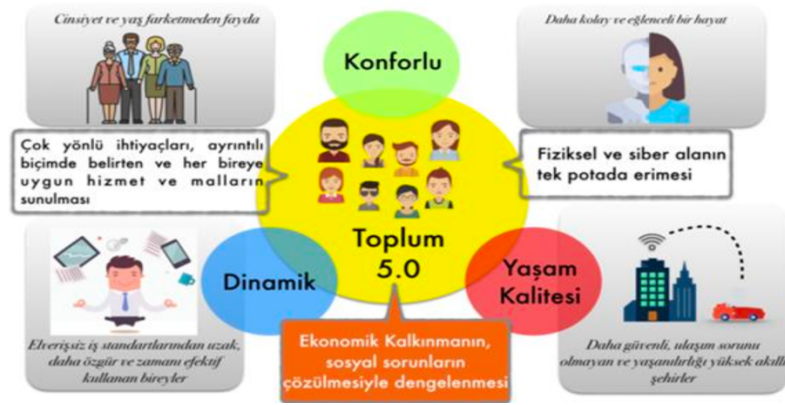 Cinsiyet ve yaş farketmeden fayda
Konforlu
Daha kolay ve eğlenceli bir hayat
Çok yönlü ihtiyaçları, ayrıntılı
biçimde belirten ve her bireye
uygun hizmet ve malların
sunulması
Fiziksel ve siber alanın
tek potada erimesi
Toplum
5.0
Dinamik
Yaşam
Kalitesi
Elverişsiz iş standartlarından uzak,
daha özgür ve zamanı efektif
kullanan bireyler
Ekonomik Kalkınmanın,
sosyal sorunların
çözülmesiyle dengelenmesi
Daha güvenli, ulaşım sorunu
olmayan ve yaşanılırlığı yüksek akıllı
şehirler